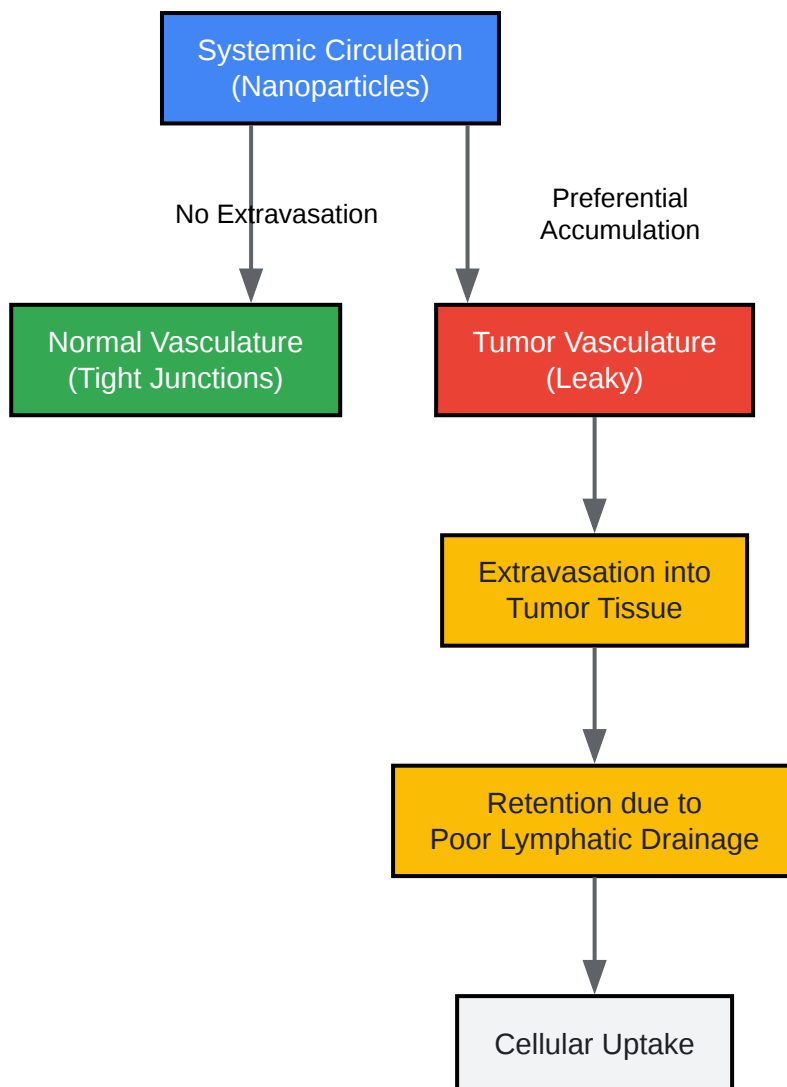 Systemic Circulation
(Nanoparticles)
No Extravasation
Preferential
Accumulation
Normal Vasculature
(Tight Junctions)
Tumor Vasculature
(Leaky)
Extravasation into
Tumor Tissue
Retention due to
Poor Lymphatic Drainage
Cellular Uptake